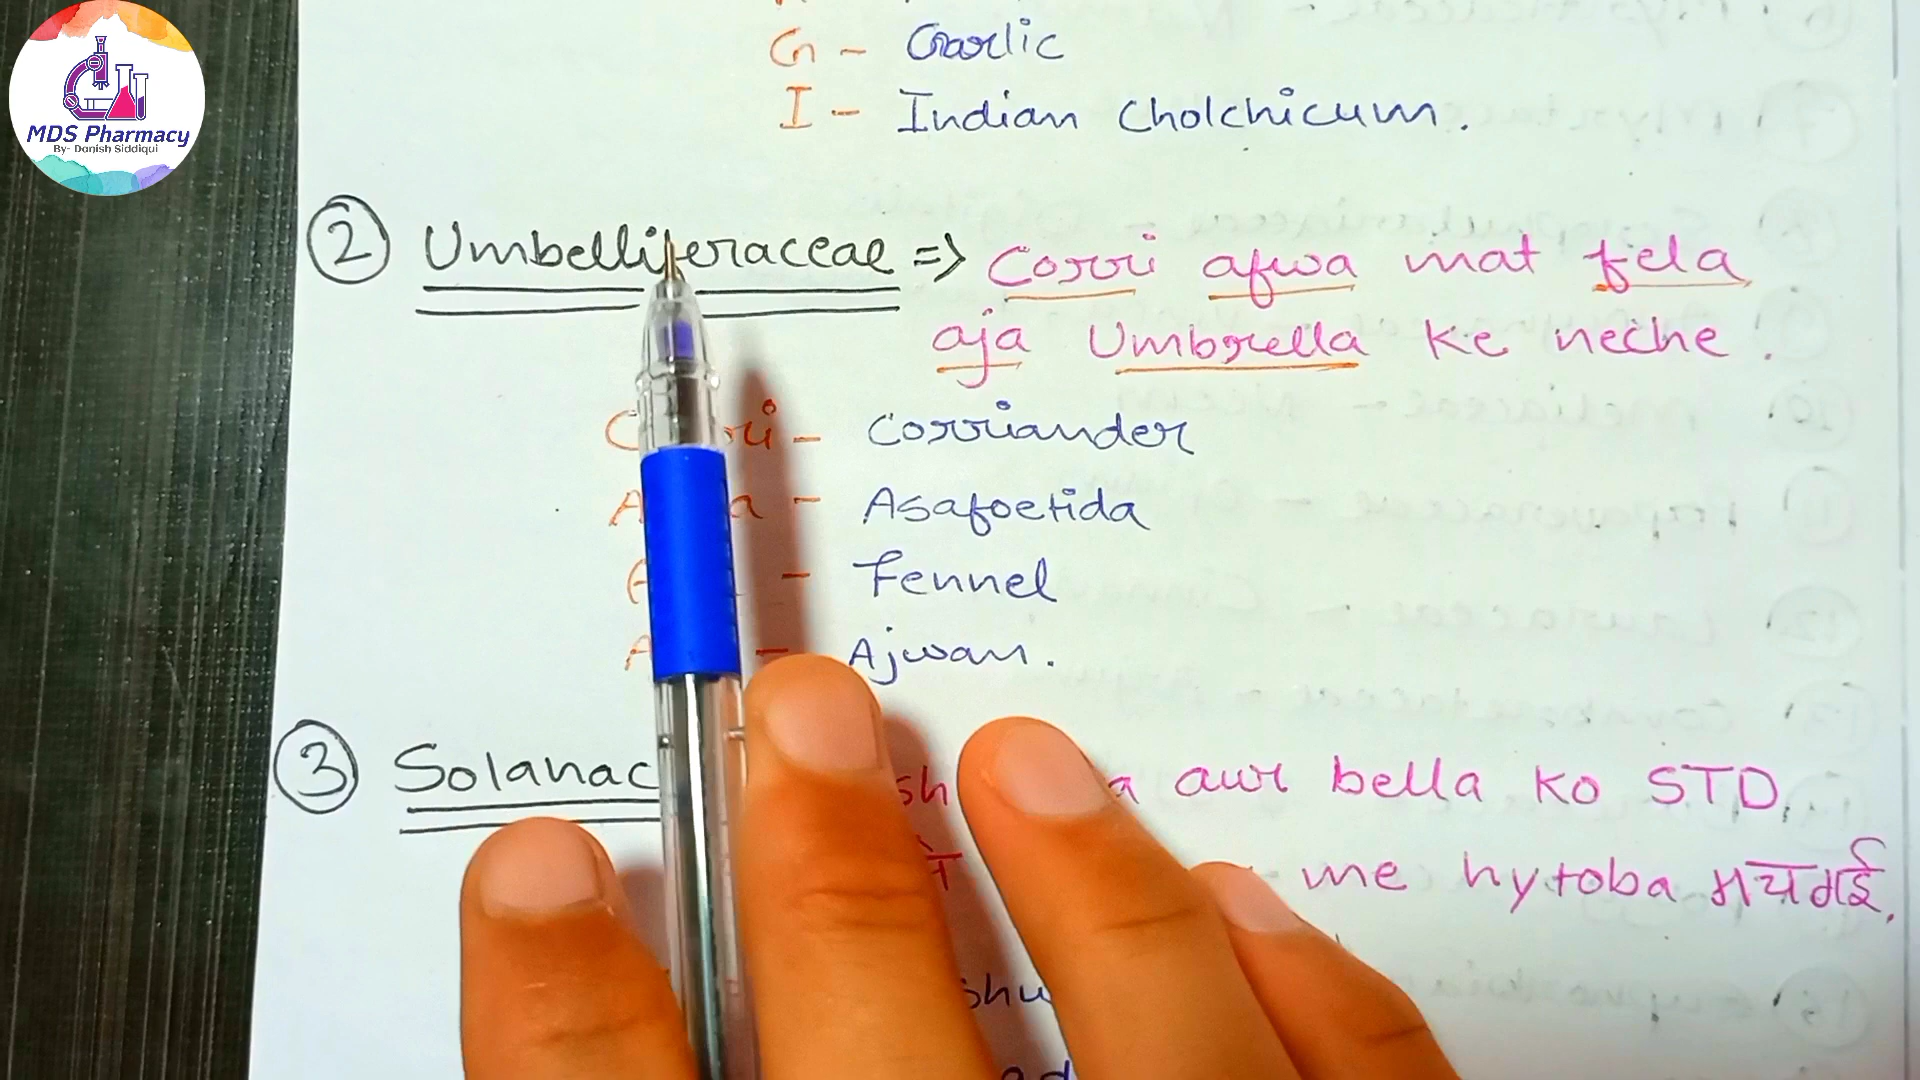 MDS Pharmacy
By- Danish Siddiqui
G - Garlic
I - Indian Cholchicum.
② Umbelliferaceae => Corri afwa mat fela
aja Umbrella ke neche.
Corriander
Asafoetida
Fennel
Ajwan.
③ Solanac aur bella ko STD
me hytoba